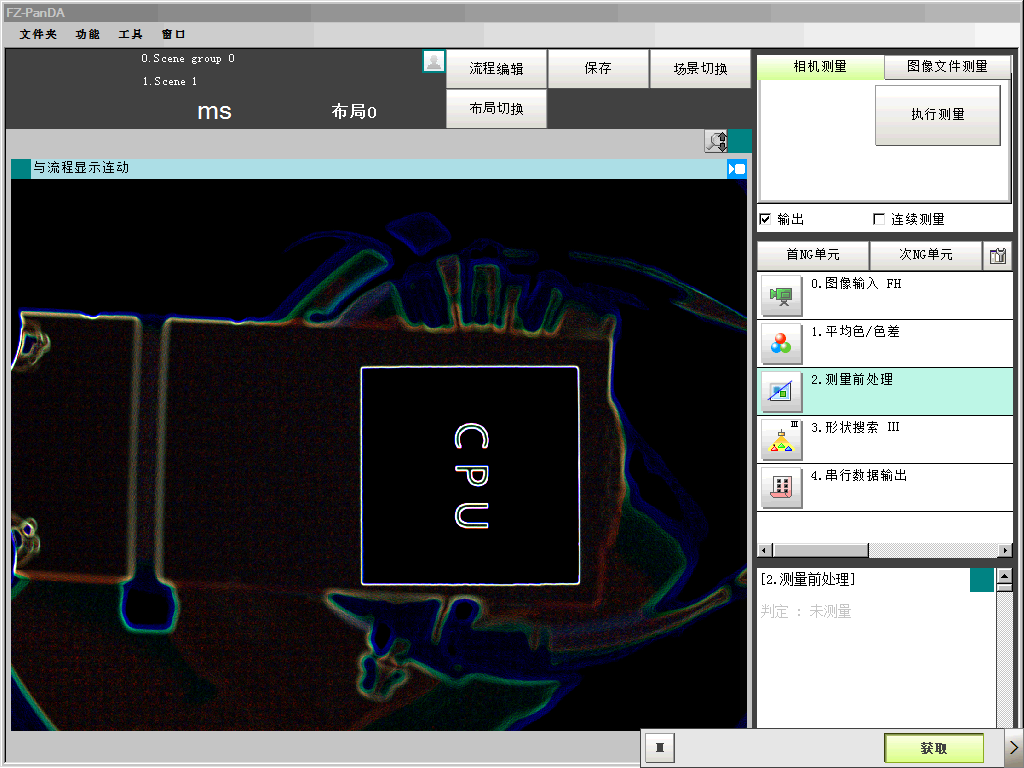 FZ-PanDA
文件夹 功能 工具 窗口
0.Scene group 0
1.Scene 1
ms 布局0
流程编辑 保存 场景切换
布局切换
相机测量 图像文件测量
执行测量
与流程显示连动
输出 连续测量
首NG单元 次NG单元
0.图像输入 FH
1.平均色/色差
2.测量前处理
III
3.形状搜索 III
4.串行数据输出
CPU
[2.测量前处理]
判定 : 未测量
获取